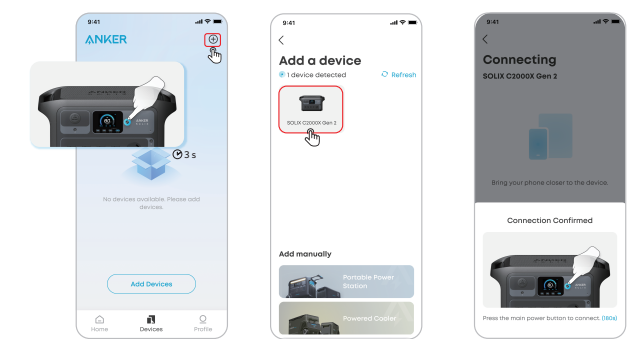 9:41
ANKER
3 s
No devices available. Please add
devices.
Add Devices
Home
Devices
Profile
9:41
Add a device
1 device detected
Refresh
SOLIX C2000X Gen 2
Add manually
Portable Power
Station
Powered Cooler
9:41
Connecting
SOLIX C2000X Gen 2
Bring your phone closer to the device.
Connection Confirmed
Press the main power button to connect. (180s)